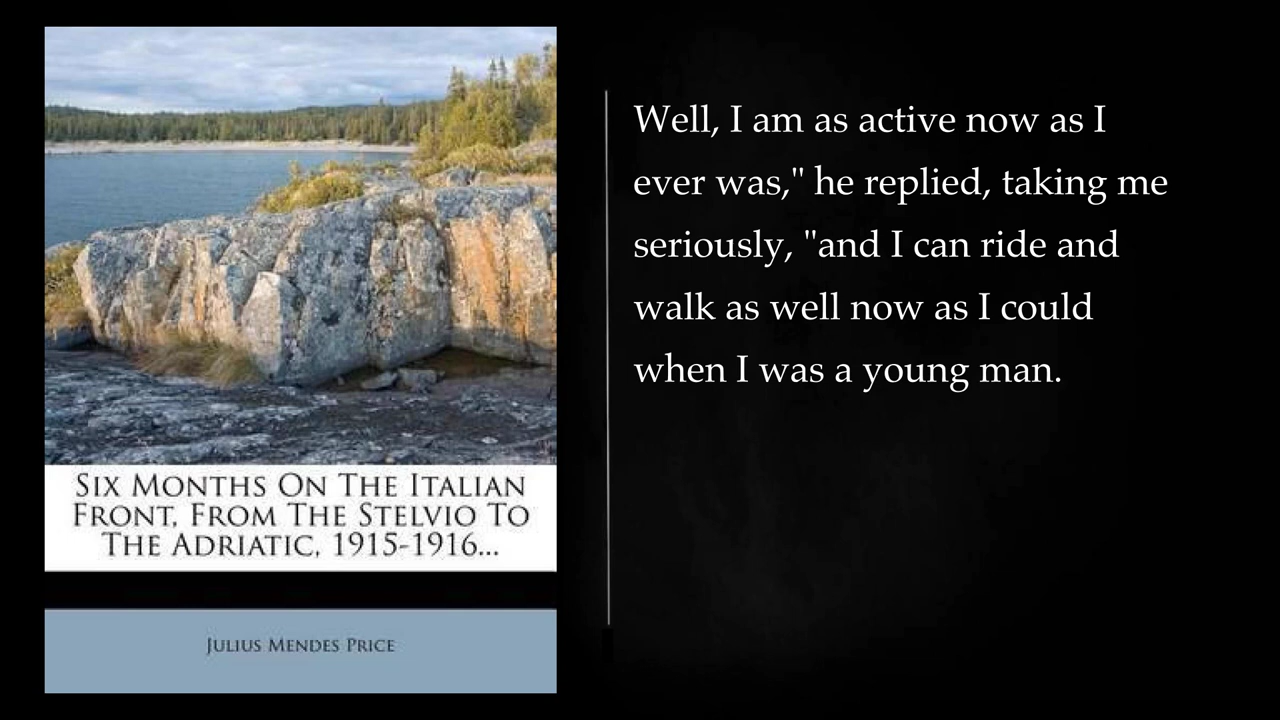 Six Months On The Italian
Front, From The Stelvio To
The Adriatic, 1915-1916...
Julius Mendes Price
Well, I am as active now as I
ever was," he replied, taking me
seriously, "and I can ride and
walk as well now as I could
when I was a young man.